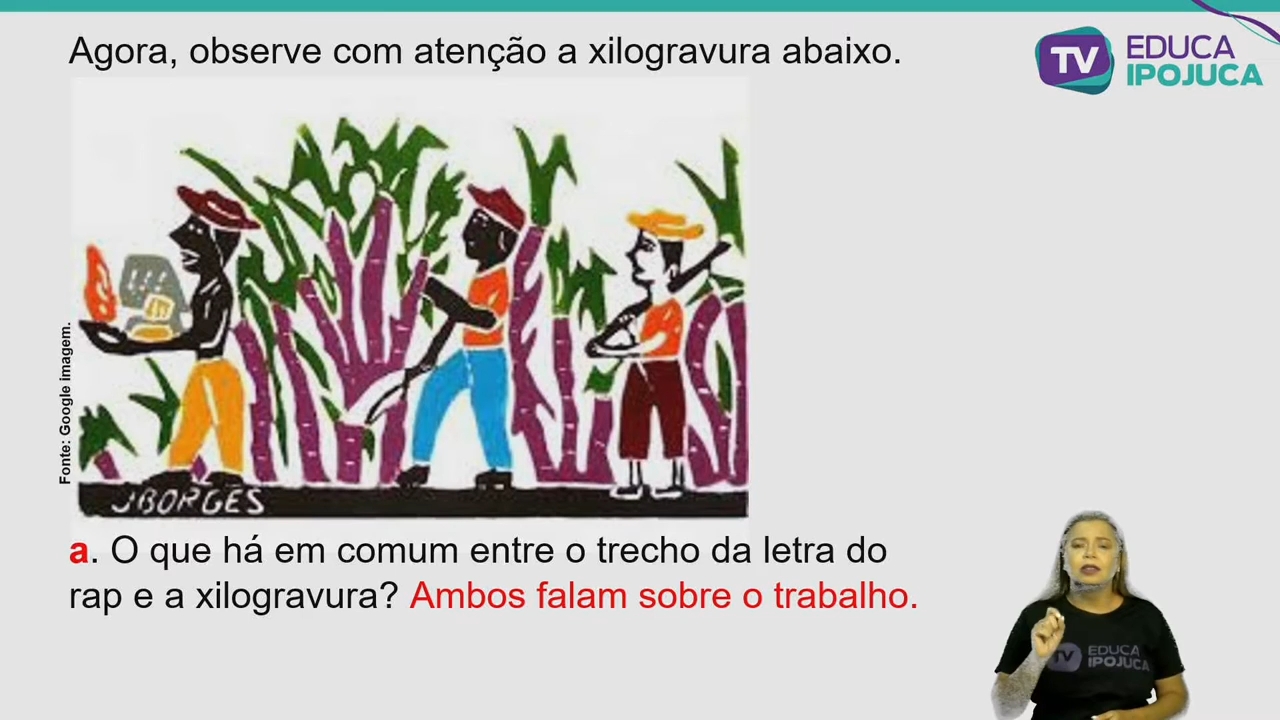 Agora, observe com atenção a xilogravura abaixo.
TV EDUCA
IPOJUCA
Fonte: Google imagem.
JBORGES
a. O que há em comum entre o trecho da letra do
rap e a xilogravura? Ambos falam sobre o trabalho.
TV EDUCA
IPOJUCA